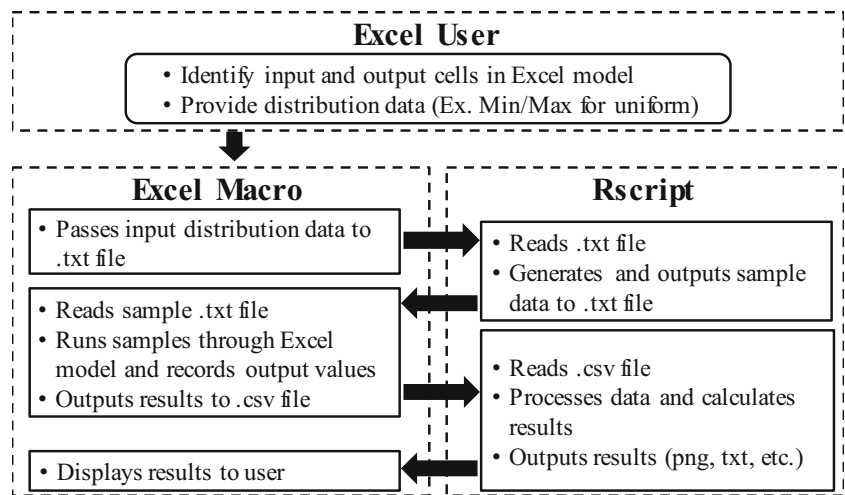 Excel User
• Identify input and output cells in Excel model
• Provide distribution data (Ex. Min/Max for uniform)
Excel Macro
• Passes input distribution data to
.txt file
• Reads sample .txt file
• Runs samples through Excel
model and records output values
• Outputs results to .csv file
• Displays results to user
Rscript
• Reads .txt file
• Generates and outputs sample
data to .txt file
• Reads .csv file
• Processes data and calculates
results
• Outputs results (png, txt, etc.)